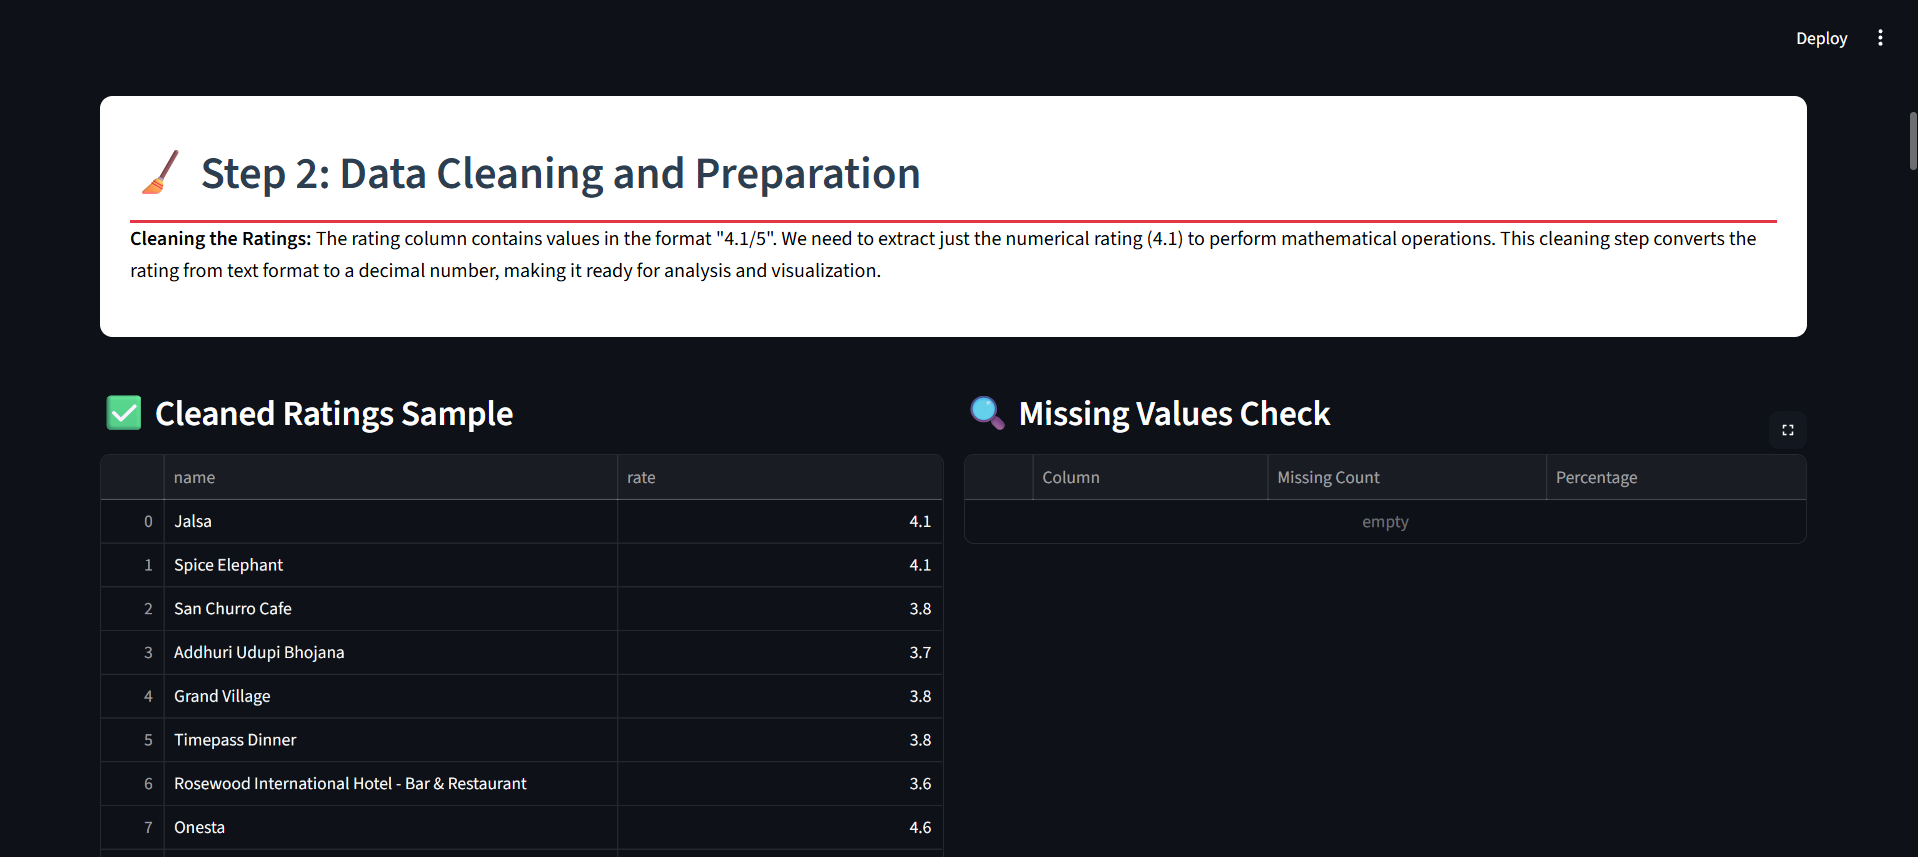 Deploy
Step 2: Data Cleaning and Preparation
Cleaning the Ratings: The rating column contains values in the format "4.1/5". We need to extract just the numerical rating (4.1) to perform mathematical operations. This cleaning step converts the
rating from text format to a decimal number, making it ready for analysis and visualization.
Cleaned Ratings Sample
name rate
0 Jalsa 4.1
1 Spice Elephant 4.1
2 San Churro Cafe 3.8
3 Addhuri Udupi Bhojana 3.7
4 Grand Village 3.8
5 Timepass Dinner 3.8
6 Rosewood International Hotel - Bar & Restaurant 3.6
7 Onesta 4.6
Missing Values Check
Column Missing Count Percentage
empty